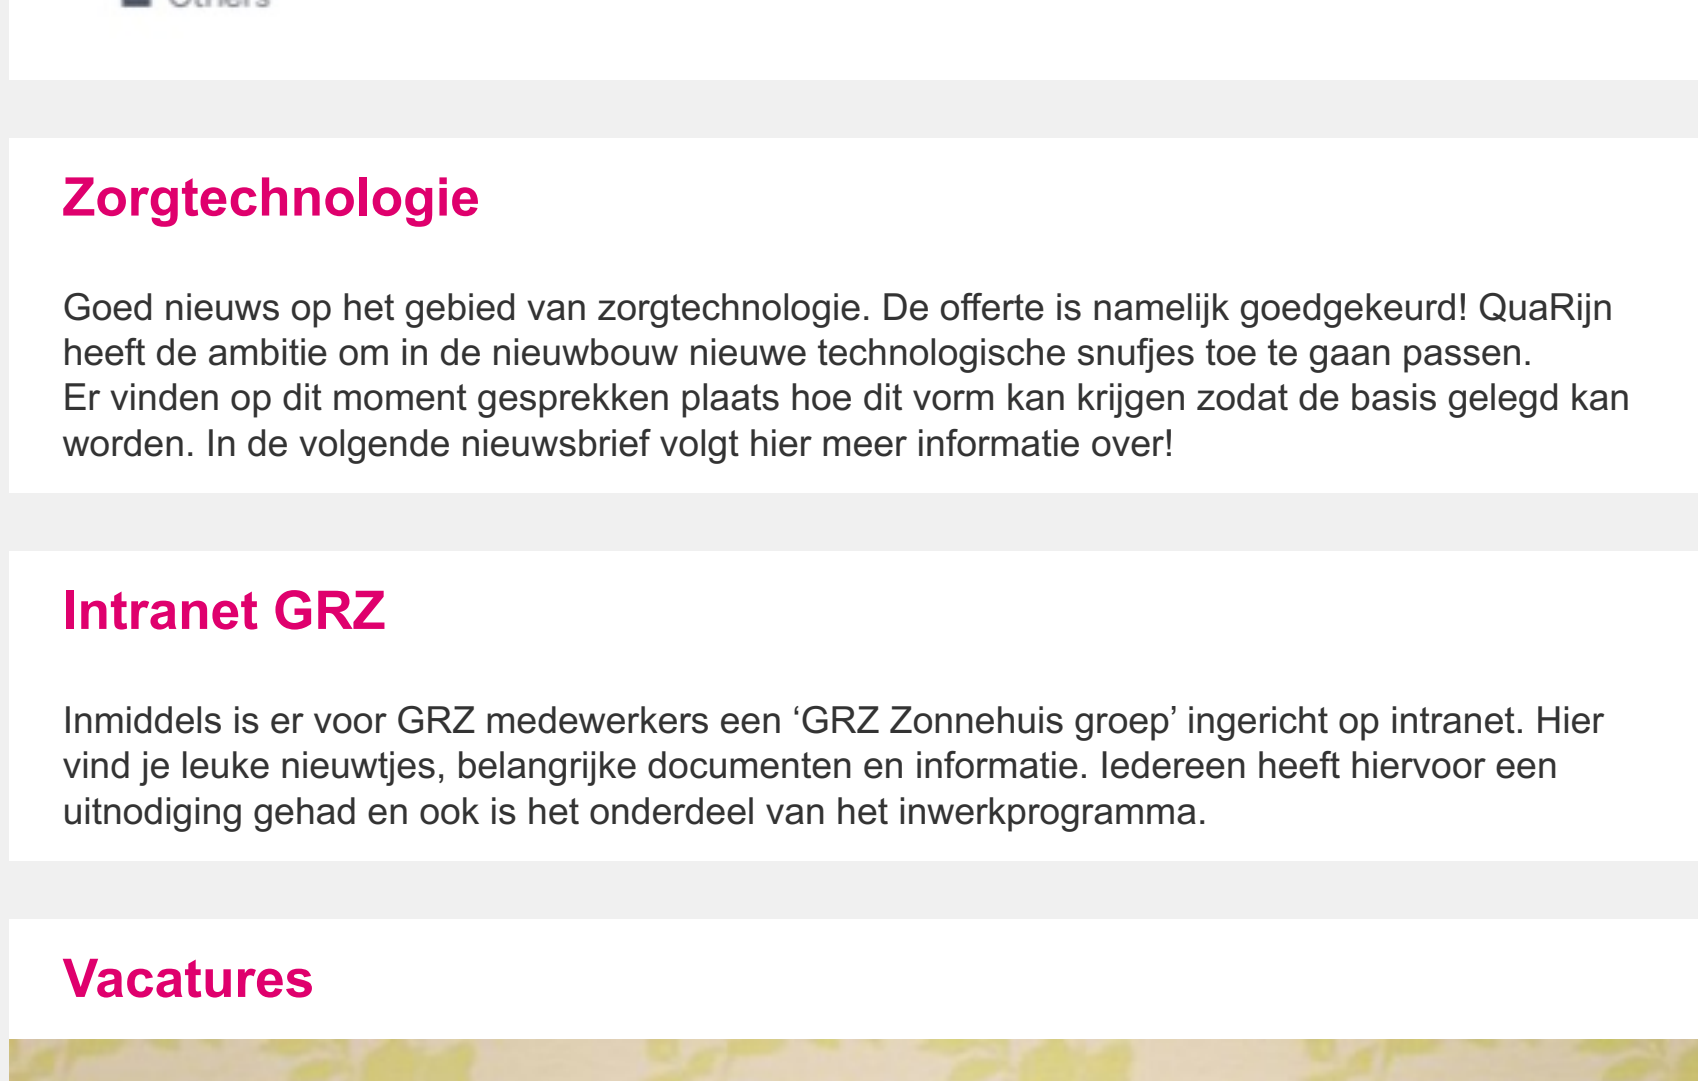 Others
Zorgtechnologie
Goed nieuws op het gebied van zorgtechnologie. De offerte is namelijk goedgekeurd! QuaRijn
heeft de ambitie om in de nieuwbouw nieuwe technologische snufjes toe te gaan passen.
Er vinden op dit moment gesprekken plaats hoe dit vorm kan krijgen zodat de basis gelegd kan
worden. In de volgende nieuwsbrief volgt hier meer informatie over!
Intranet GRZ
Inmiddels is er voor GRZ medewerkers een ‘GRZ Zonnehuis groep’ ingericht op intranet. Hier
vind je leuke nieuwtjes, belangrijke documenten en informatie. Iedereen heeft hiervoor een
uitnodiging gehad en ook is het onderdeel van het inwerkprogramma.
Vacatures